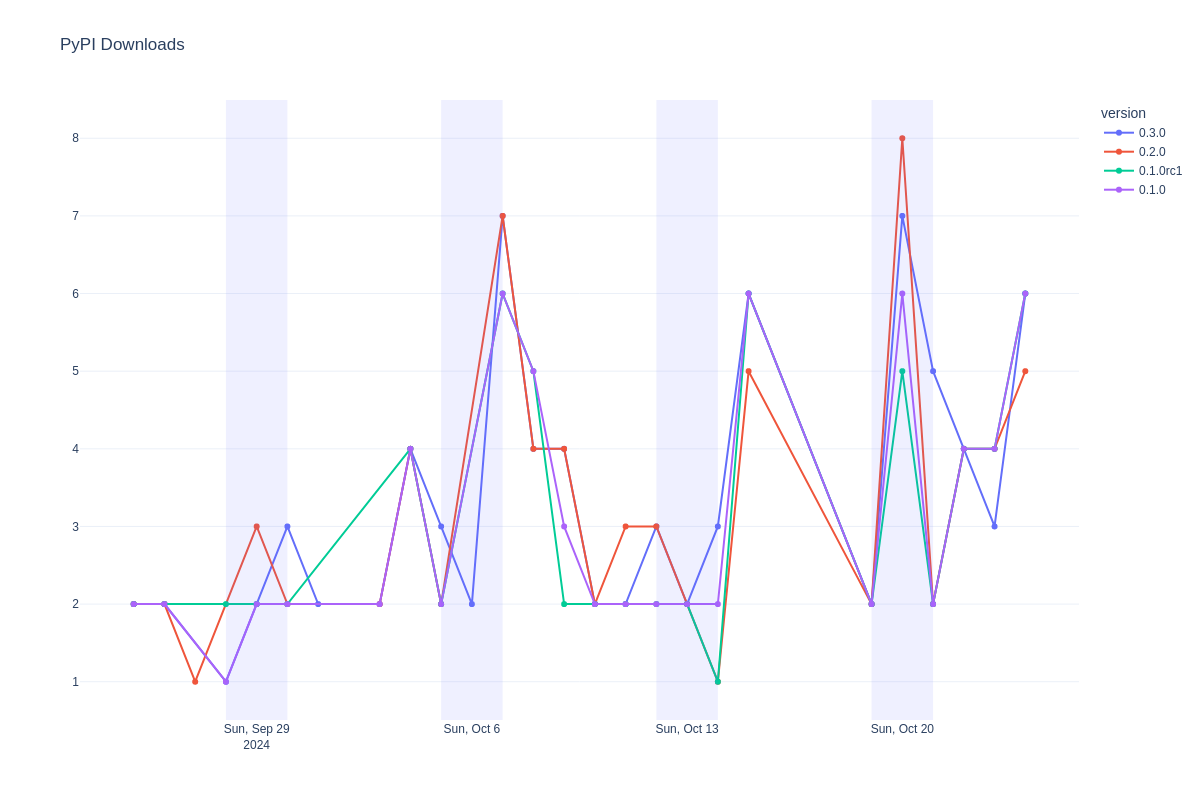 PyPI Downloads
version
0.3.0
0.2.0
0.1.0rc1
0.1.0
8
7
6
5
4
3
2
1
Sun, Sep 29
2024
Sun, Oct 6
Sun, Oct 13
Sun, Oct 20